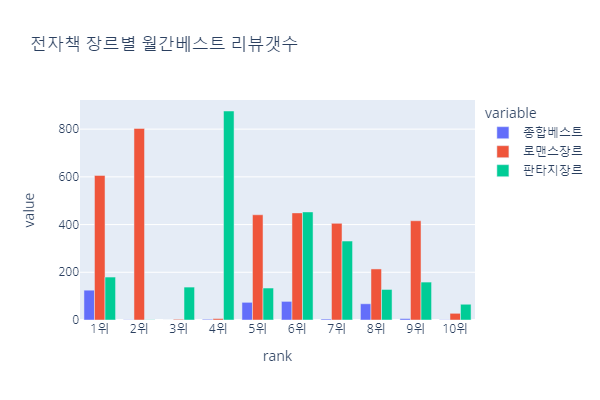 전자책 장르별 월간베스트 리뷰갯수
variable
종합베스트
로맨스장르
판타지장르
value
800
600
400
200
0
1위 2위 3위 4위 5위 6위 7위 8위 9위 10위
rank